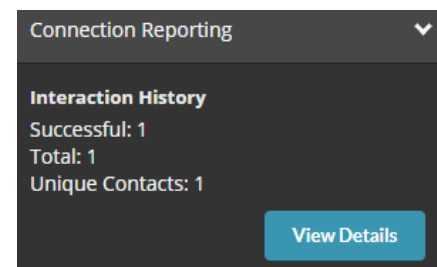 Connection Reporting
Interaction History
Successful: 1
Total: 1
Unique Contacts: 1
View Details